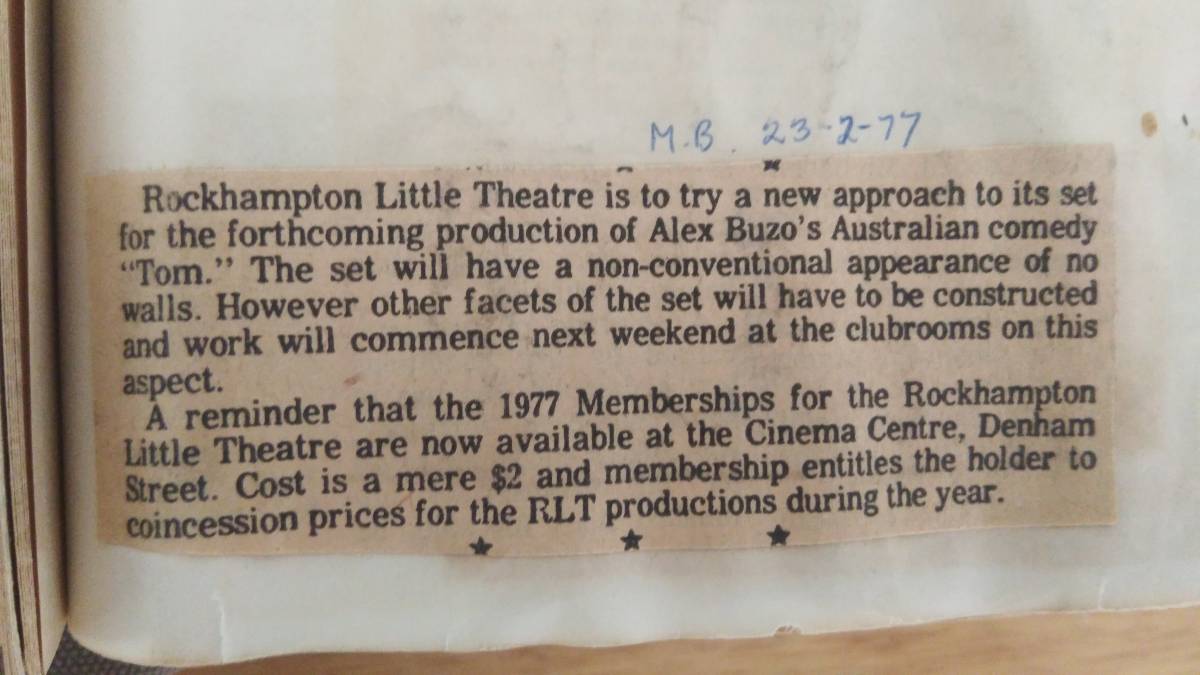 M.B. 23-2-77
Rockhampton Little Theatre is to try a new approach to its set
for the forthcoming production of Alex Buzo's Australian comedy
“Tom.” The set will have a non-conventional appearance of no
walls. However other facets of the set will have to be constructed
and work will commence next weekend at the clubrooms on this
aspect.
A reminder that the 1977 Memberships for the Rockhampton
Little Theatre are now available at the Cinema Centre, Denham
Street. Cost is a mere $2 and membership entitles the holder to
coincession prices for the RLT productions during the year.